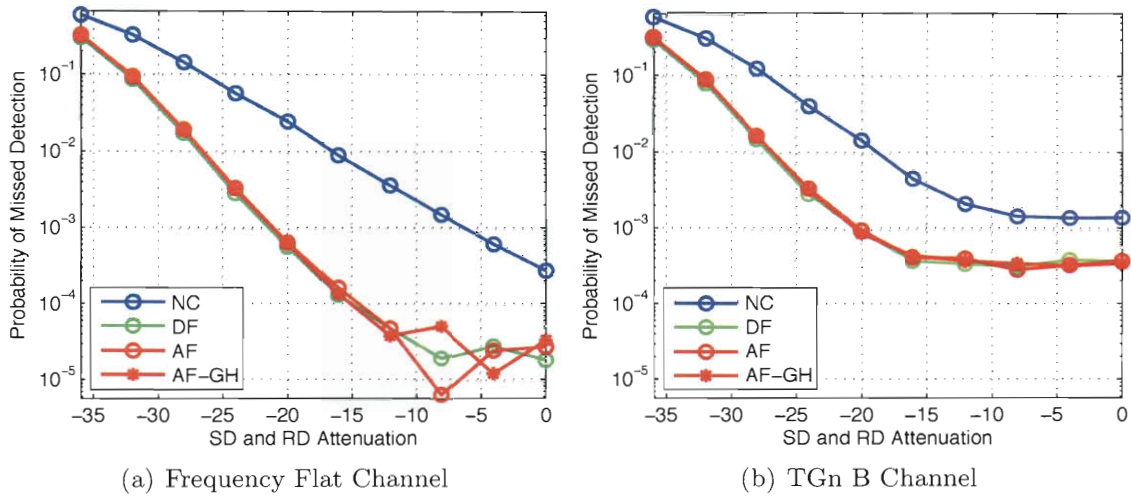 Probability of Missed Detection
10⁻¹
10⁻²
10⁻³
10⁻⁴
10⁻⁵
NC
DF
AF
AF−GH
−35 −30 −25 −20 −15 −10 −5 0
SD and RD Attenuation
(a) Frequency Flat Channel
Probability of Missed Detection
10⁻¹
10⁻²
10⁻³
10⁻⁴
10⁻⁵
NC
DF
AF
AF−GH
−35 −30 −25 −20 −15 −10 −5 0
SD and RD Attenuation
(b) TGn B Channel